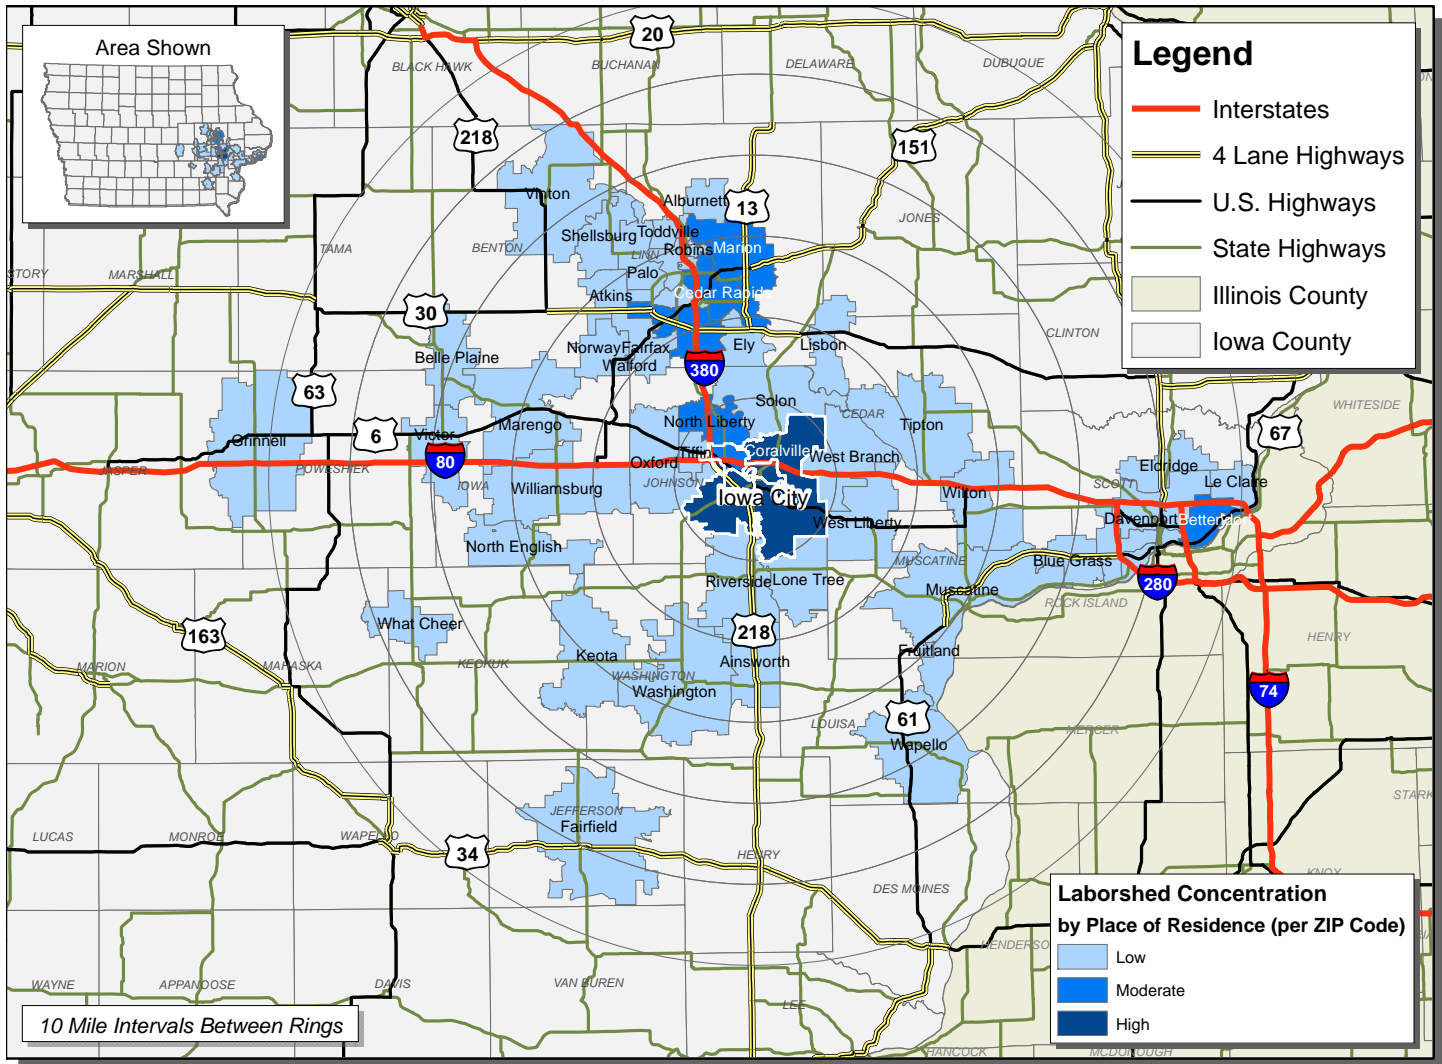 Area Shown
Legend
Interstates
4 Lane Highways
U.S. Highways
State Highways
Illinois County
Iowa County
20
BLACK HAWK
BUCHANAN
DELAWARE
DUBUQUE
218
151
Vinton
Alburnett
13
JONES
Shellsburg
Toddville
TAMA
BENTON
LINN
Robins
Marion
STORY
MARSHALL
Palo
Atkins
Cedar Rapids
30
CLINTON
Belle Plaine
Norway
Fairfax
Walford
Ely
Lisbon
380
63
Solon
CEDAR
WHITESIDE
6
Victor
Marengo
North Liberty
Tipton
67
Grinnell
Tiffin
Coralville
West Branch
80
JASPER
POWESHIEK
IOWA
Oxford
JOHNSON
Eldridge
SCOTT
Le Claire
Williamsburg
Iowa City
Wilton
West Liberty
Davenport
Bettendorf
North English
MUSCATINE
Blue Grass
Riverside
Lone Tree
Muscatine
280
ROCK ISLAND
What Cheer
163
218
HENRY
Keota
Ainsworth
Fruitland
MARION
MAHASKA
KEOKUK
WASHINGTON
Washington
74
LOUISA
61
MERCER
Wapello
STARK
JEFFERSON
Fairfield
LUCAS
MONROE
WAPELLO
34
HENRY
KNOX
DES MOINES
Laborshed Concentration
by Place of Residence (per ZIP Code)
Low
Moderate
High
HENDERSO
WAYNE
APPANOOSE
DAVIS
VAN BUREN
LEE
10 Mile Intervals Between Rings
HANCOCK
MCDONOUGH